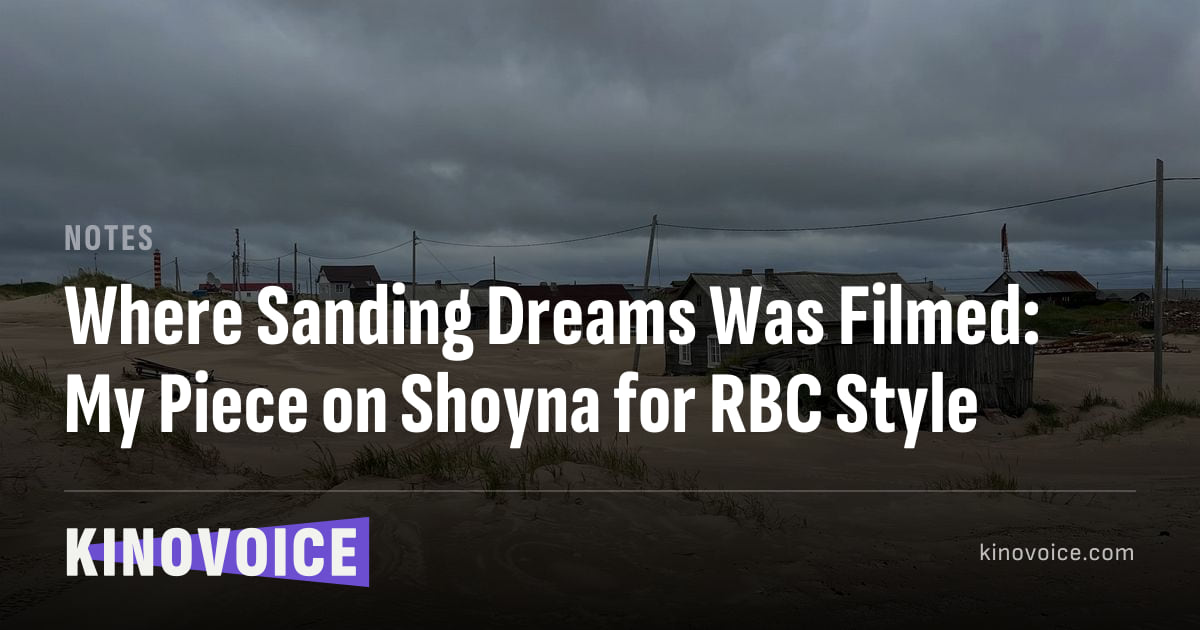 NOTES
Where Sanding Dreams Was Filmed:
My Piece on Shoyna for RBC Style
KINOVOICE
kinovoice.com